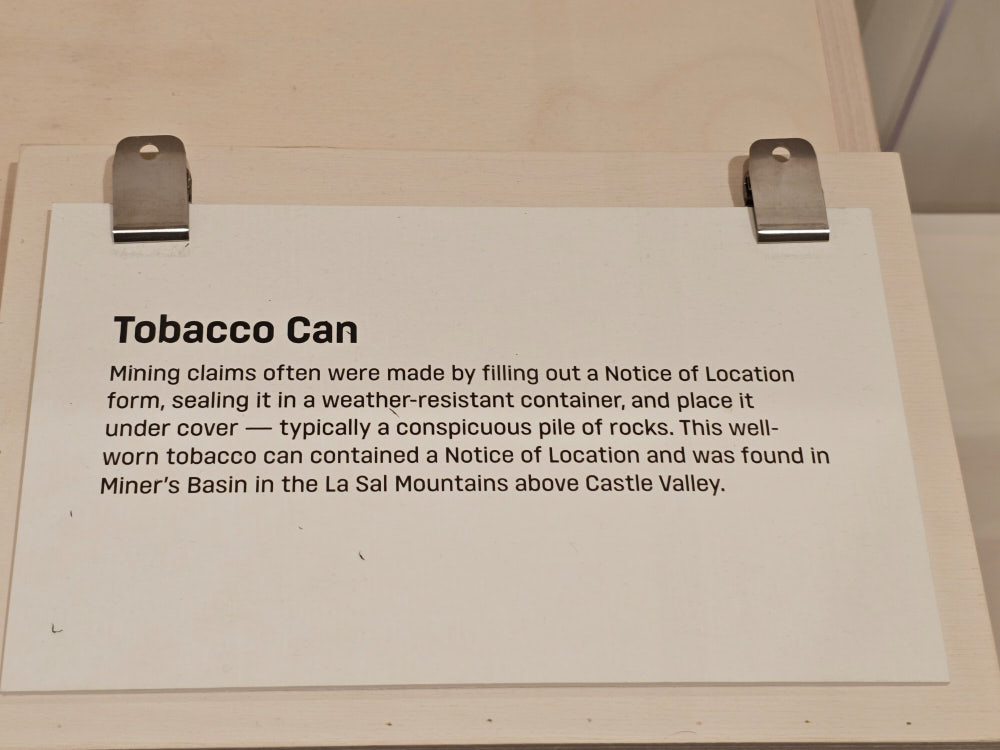 Tobacco Can
Mining claims often were made by filling out a Notice of Location
form, sealing it in a weather-resistant container, and place it
under cover — typically a conspicuous pile of rocks. This well-
worn tobacco can contained a Notice of Location and was found in
Miner's Basin in the La Sal Mountains above Castle Valley.